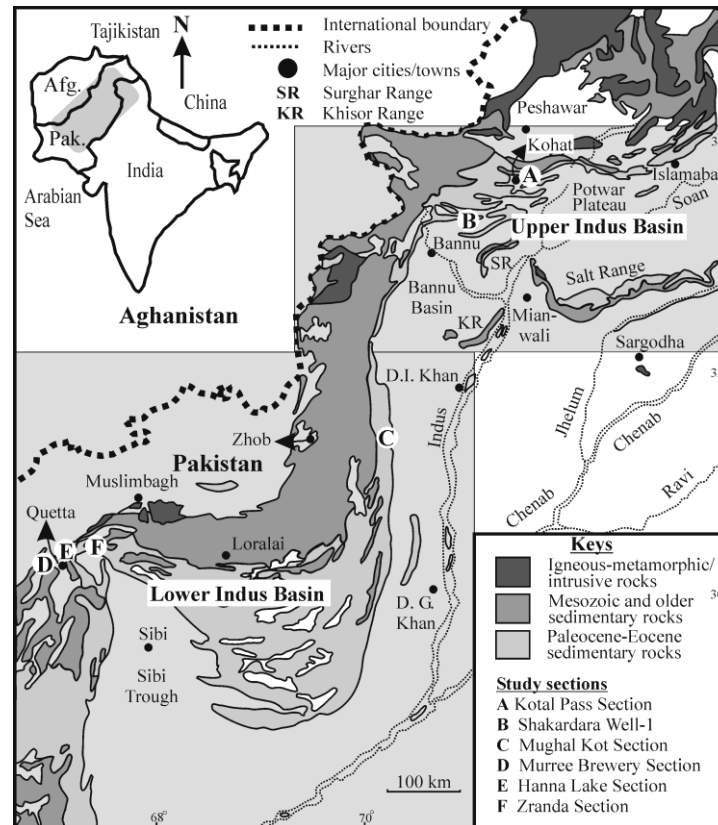 Tajikistan
N
Afg.
China
Pak.
India
Arabian
Sea
Aghanistan
International boundary
Rivers
Major cities/towns
SR Surghar Range
KR Khisor Range
Peshawar
Kohat
A
Islamaba
Potwar
Plateau
Soan
B
Upper Indus Basin
Bannu
SR
Bannu
Basin
Salt Range
KR
Mian-
wali
Sargodha
D.I. Khan
Indus
Jhelum
Chenab
Chenab
Ravi
C
Zhob
Pakistan
Muslimbagh
Quetta
D
E
F
Loralai
Lower Indus Basin
D. G.
Khan
Sibi
Sibi
Trough
Keys
Igneous-metamorphic/
intrusive rocks
Mesozoic and older
sedimentary rocks
Paleocene-Eocene
sedimentary rocks
Study sections
A Kotal Pass Section
B Shakardara Well-1
C Mughal Kot Section
D Murree Brewery Section
E Hanna Lake Section
F Zranda Section
100 km
68°
70
30